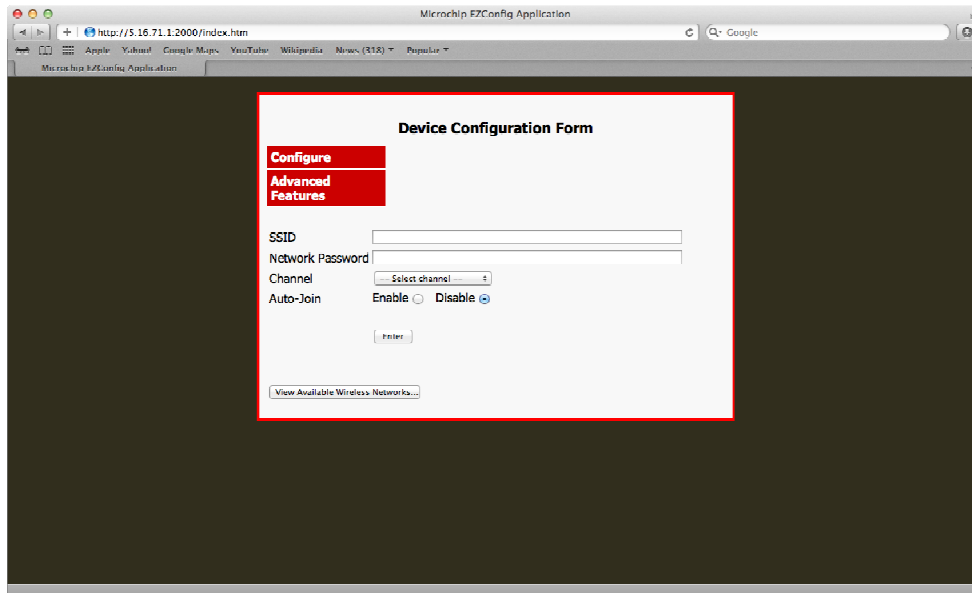 Microchip EZConfig Application
http://5.16.71.1:2000/index.htm
Google
Apple Yahoo! Google Maps YouTube Wikipedia News (318) Popular
Microchip EZConfig Application
Device Configuration Form
Configure
Advanced
Features
SSID
Network Password
Channel --- Select channel ---
Auto-Join Enable Disable
Enter
View Available Wireless Networks...